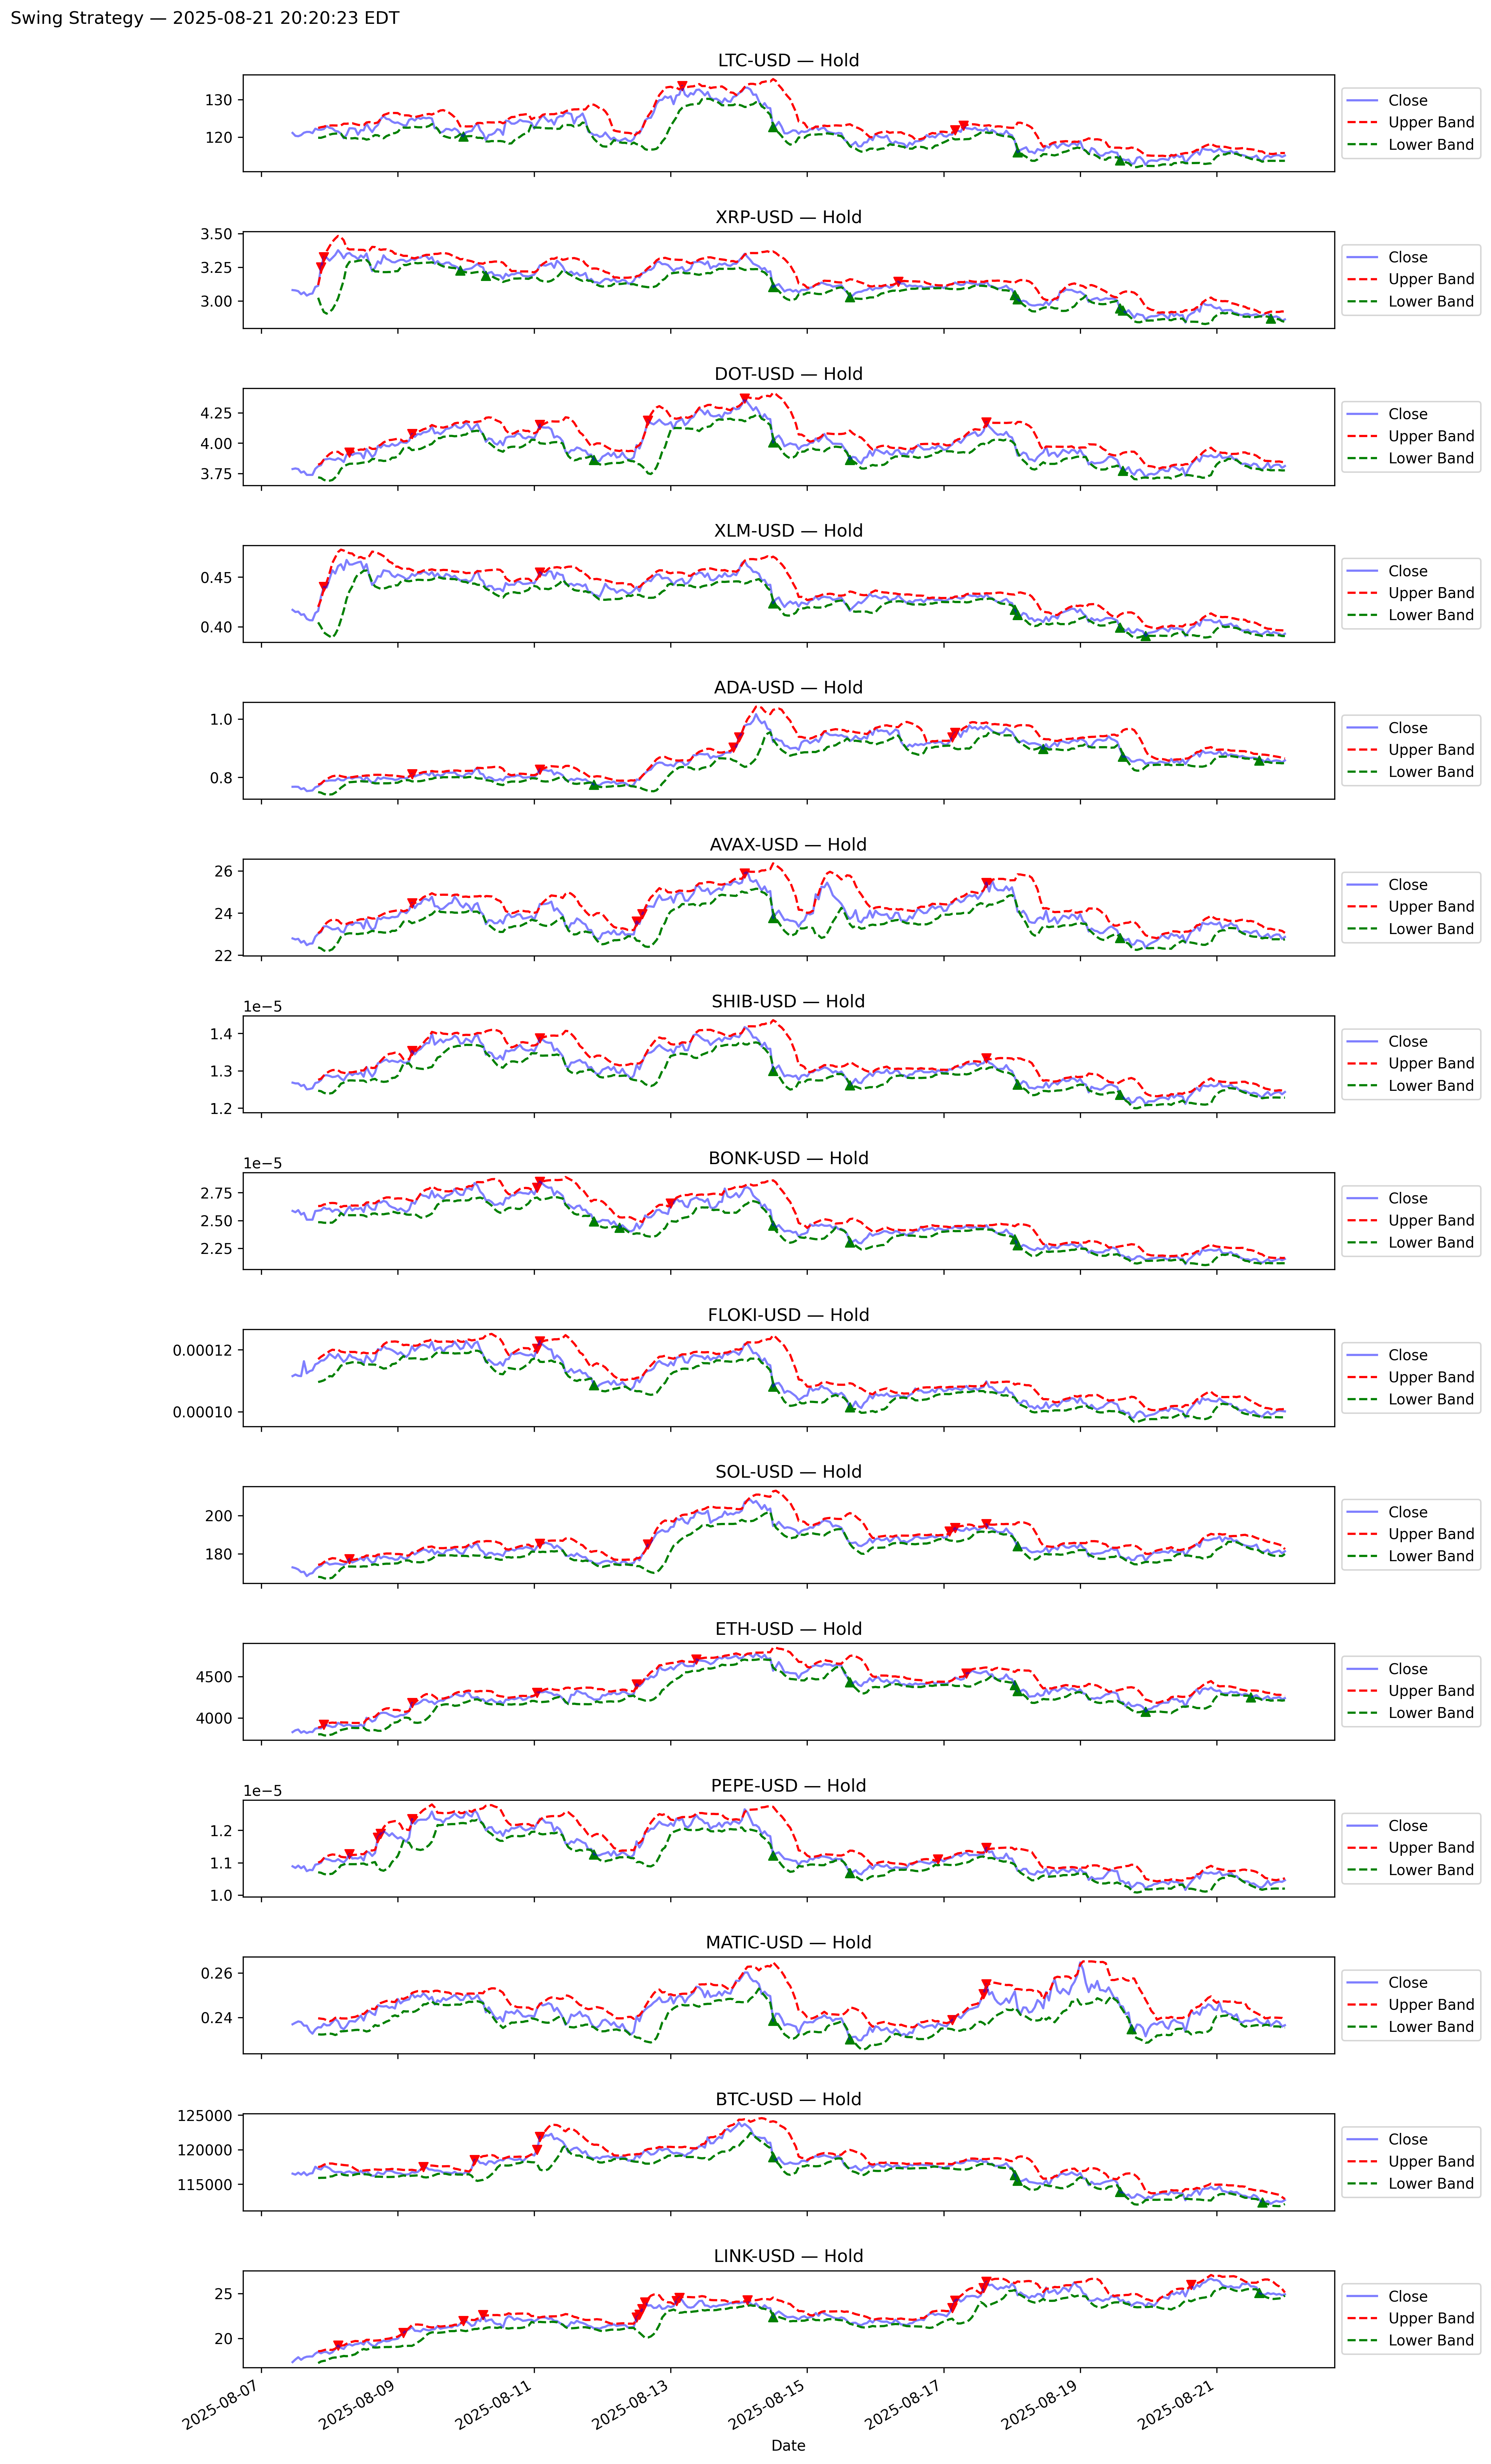 Swing Strategy — 2025-08-21 20:20:23 EDT
LTC-USD — Hold
130
120
Close
Upper Band
Lower Band
XRP-USD — Hold
3.50
3.25
3.00
Close
Upper Band
Lower Band
DOT-USD — Hold
4.25
4.00
3.75
Close
Upper Band
Lower Band
XLM-USD — Hold
0.45
0.40
Close
Upper Band
Lower Band
ADA-USD — Hold
1.0
0.8
Close
Upper Band
Lower Band
AVAX-USD — Hold
26
24
22
Close
Upper Band
Lower Band
SHIB-USD — Hold
1e−5
1.4
1.3
1.2
Close
Upper Band
Lower Band
BONK-USD — Hold
1e−5
2.75
2.50
2.25
Close
Upper Band
Lower Band
FLOKI-USD — Hold
0.00012
0.00010
Close
Upper Band
Lower Band
SOL-USD — Hold
200
180
Close
Upper Band
Lower Band
ETH-USD — Hold
4500
4000
Close
Upper Band
Lower Band
PEPE-USD — Hold
1e−5
1.2
1.1
1.0
Close
Upper Band
Lower Band
MATIC-USD — Hold
0.26
0.24
Close
Upper Band
Lower Band
BTC-USD — Hold
125000
120000
115000
Close
Upper Band
Lower Band
LINK-USD — Hold
25
20
Close
Upper Band
Lower Band
2025-08-07
2025-08-09
2025-08-11
2025-08-13
2025-08-15
2025-08-17
2025-08-19
2025-08-21
Date